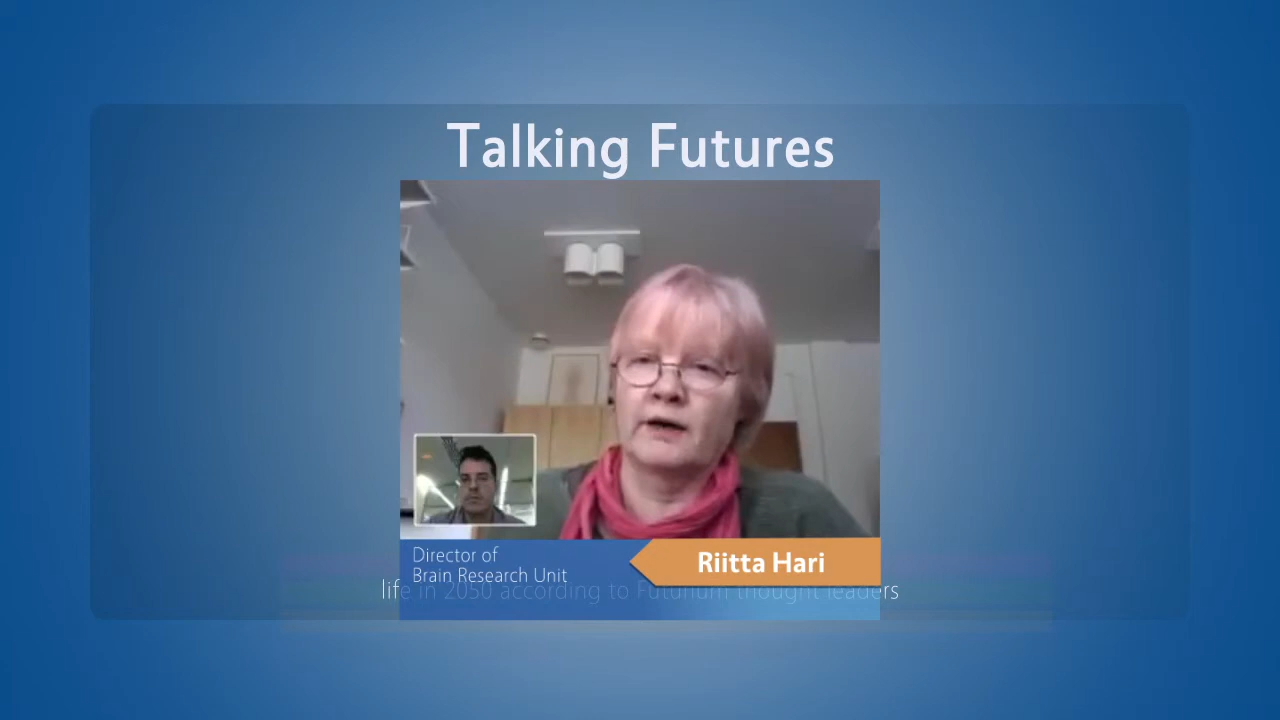 Talking Futures
Director of
Brain Research Unit
Riitta Hari
life in 2050 according to Futurium thought leaders